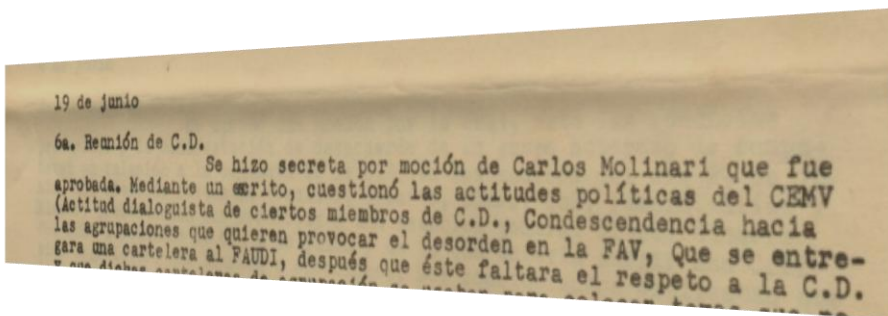 19 de junio
6a. Reunión de C.D.
Se hizo secreta por moción de Carlos Molinari que fue
aprobada. Mediante un escrito, cuestionó las actitudes políticas del CEMV
(Actitud dialoguista de ciertos miembros de C.D., Condescendencia hacia
las agrupaciones que quieren provocar el desorden en la FAV, Que se entre-
gara una cartelera al FAUDI, después que éste faltara el respeto a la C.D.